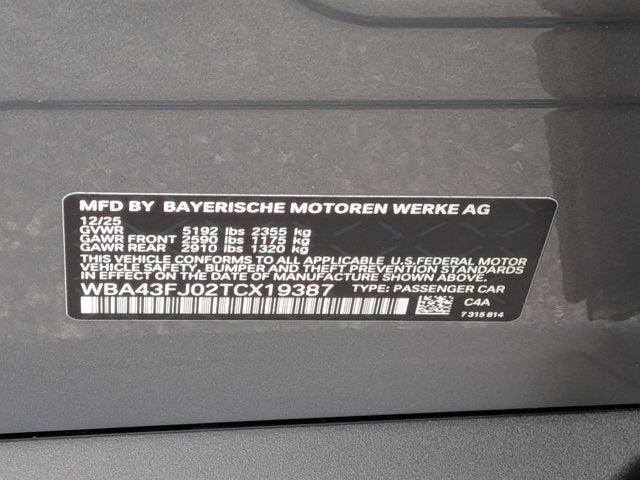 MFD BY BAYERISCHE MOTOREN WERKE AG
12/25
GVWR 5192 lbs 2355 kg
GAWR FRONT 2590 lbs 1175 kg
GAWR REAR 2910 lbs 1320 kg
THIS VEHICLE CONFORMS TO ALL APPLICABLE U.S.FEDERAL MOTOR
VEHICLE SAFETY, BUMPER AND THEFT PREVENTION STANDARDS
IN EFFECT ON THE DATE OF MANUFACTURE SHOWN ABOVE.
WBA43FJ02TCX19387 TYPE: PASSENGER CAR
C4A
7 315 814